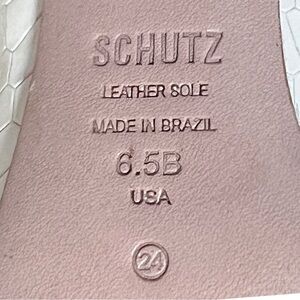 SCHUTZ
LEATHER SOLE
MADE IN BRAZIL
6.5B
USA
24